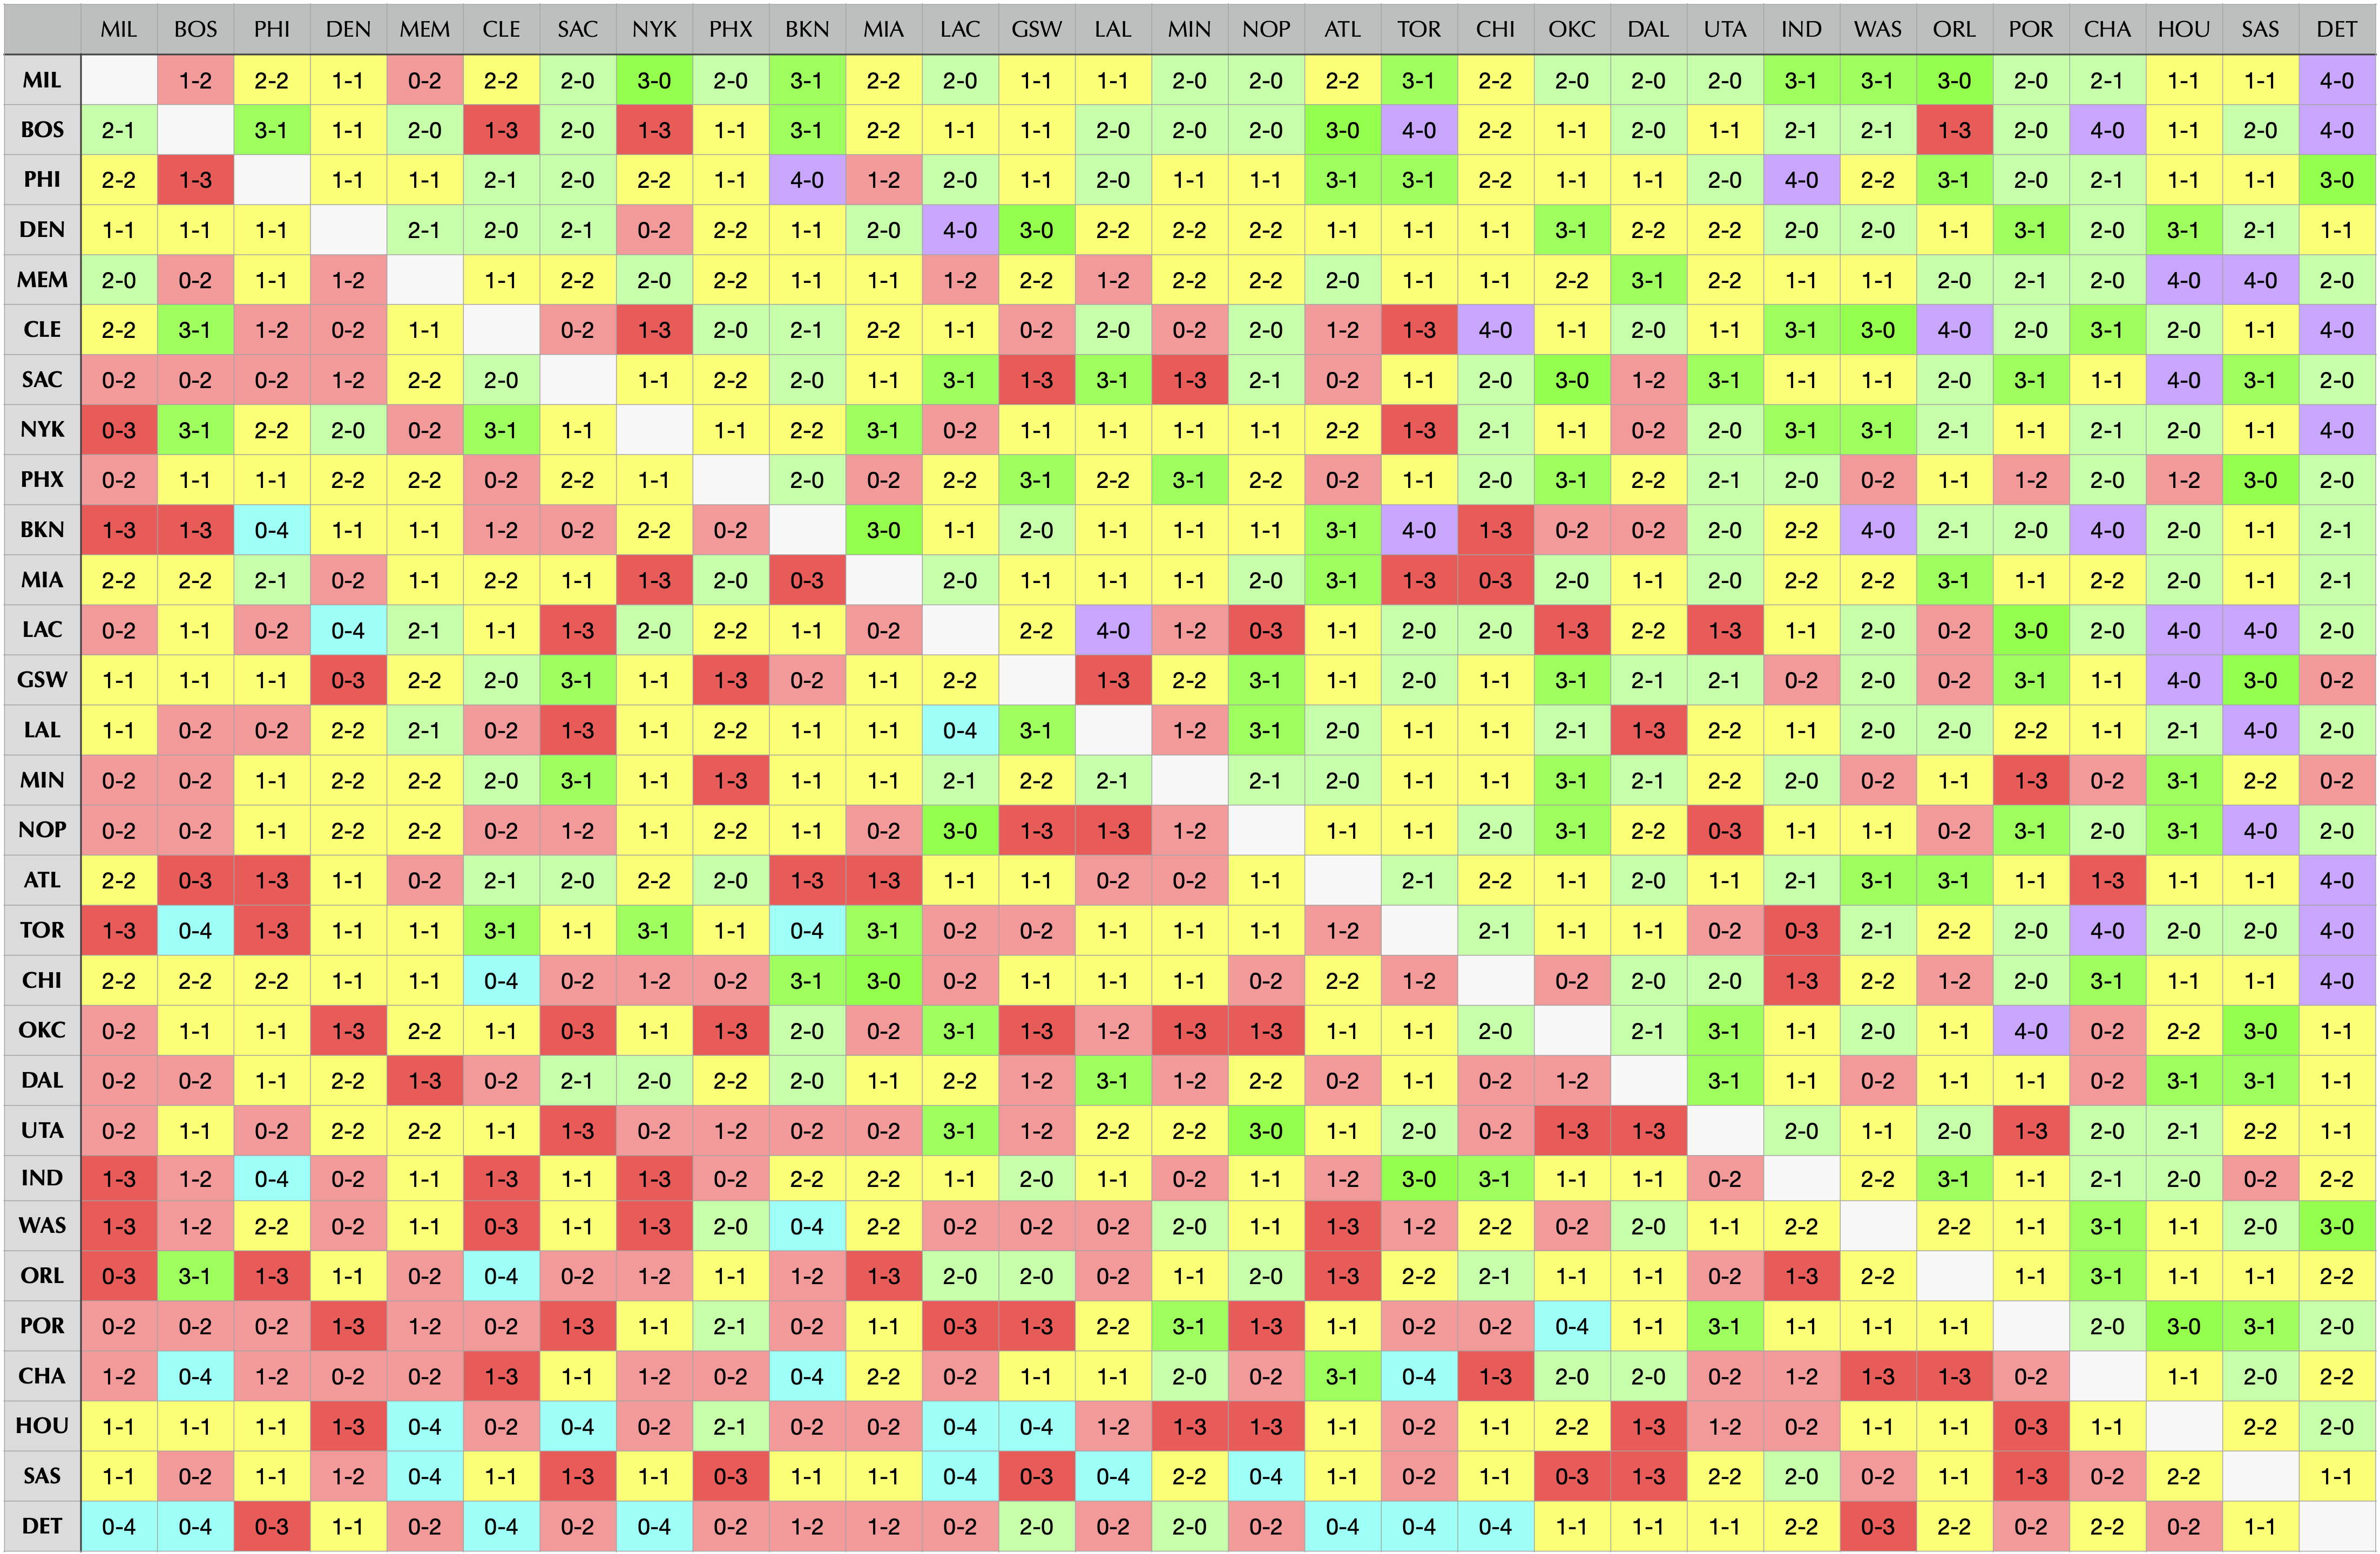 MIL BOS PHI DEN MEM CLE SAC NYK PHX BKN MIA LAC GSW LAL MIN NOP ATL TOR CHI OKC DAL UTA IND WAS ORL POR CHA HOU SAS DET
MIL 1-2 2-2 1-1 0-2 2-2 2-0 3-0 2-0 3-1 2-2 2-0 1-1 1-1 2-0 2-0 2-2 3-1 2-2 2-0 2-0 2-0 3-1 3-1 3-0 2-0 2-1 1-1 1-1 4-0
BOS 2-1 3-1 1-1 2-0 1-3 2-0 1-3 1-1 3-1 2-2 1-1 1-1 2-0 2-0 2-0 3-0 4-0 2-2 1-1 2-0 1-1 2-1 2-1 1-3 2-0 4-0 1-1 2-0 4-0
PHI 2-2 1-3 1-1 1-1 2-1 2-0 2-2 1-1 4-0 1-2 2-0 1-1 2-0 1-1 1-1 3-1 3-1 2-2 1-1 1-1 2-0 4-0 2-2 3-1 2-0 2-1 1-1 1-1 3-0
DEN 1-1 1-1 1-1 2-1 2-0 2-1 0-2 2-2 1-1 2-0 4-0 3-0 2-2 2-2 2-2 1-1 1-1 1-1 3-1 2-2 2-2 2-0 2-0 1-1 3-1 2-0 3-1 2-1 1-1
MEM 2-0 0-2 1-1 1-2 1-1 2-2 2-0 2-2 1-1 1-1 1-2 2-2 1-2 2-2 2-2 2-0 1-1 1-1 2-2 3-1 2-2 1-1 1-1 2-0 2-1 2-0 4-0 4-0 2-0
CLE 2-2 3-1 1-2 0-2 1-1 0-2 1-3 2-0 2-1 2-2 1-1 0-2 2-0 0-2 2-0 1-2 1-3 4-0 1-1 2-0 1-1 3-1 3-0 4-0 2-0 3-1 2-0 1-1 4-0
SAC 0-2 0-2 0-2 1-2 2-2 2-0 1-1 2-2 2-0 1-1 3-1 1-3 3-1 1-3 2-1 0-2 1-1 2-0 3-0 1-2 3-1 1-1 1-1 2-0 3-1 1-1 4-0 3-1 2-0
NYK 0-3 3-1 2-2 2-0 0-2 3-1 1-1 1-1 2-2 3-1 0-2 1-1 1-1 1-1 1-1 2-2 1-3 2-1 1-1 0-2 2-0 3-1 3-1 2-1 1-1 2-1 2-0 1-1 4-0
PHX 0-2 1-1 1-1 2-2 2-2 0-2 2-2 1-1 2-0 0-2 2-2 3-1 2-2 3-1 2-2 0-2 1-1 2-0 3-1 2-2 2-1 2-0 0-2 1-1 1-2 2-0 1-2 3-0 2-0
BKN 1-3 1-3 0-4 1-1 1-1 1-2 0-2 2-2 0-2 3-0 1-1 2-0 1-1 1-1 1-1 3-1 4-0 1-3 0-2 0-2 2-0 2-2 4-0 2-1 2-0 4-0 2-0 1-1 2-1
MIA 2-2 2-2 2-1 0-2 1-1 2-2 1-1 1-3 2-0 0-3 2-0 1-1 1-1 1-1 2-0 3-1 1-3 0-3 2-0 1-1 2-0 2-2 2-2 3-1 1-1 2-2 2-0 1-1 2-1
LAC 0-2 1-1 0-2 0-4 2-1 1-1 1-3 2-0 2-2 1-1 0-2 2-2 4-0 1-2 0-3 1-1 2-0 2-0 1-3 2-2 1-3 1-1 2-0 0-2 3-0 2-0 4-0 4-0 2-0
GSW 1-1 1-1 1-1 0-3 2-2 2-0 3-1 1-1 1-3 0-2 1-1 2-2 1-3 2-2 3-1 1-1 2-0 1-1 3-1 2-1 2-1 0-2 2-0 0-2 3-1 1-1 4-0 3-0 0-2
LAL 1-1 0-2 0-2 2-2 2-1 0-2 1-3 1-1 2-2 1-1 1-1 0-4 3-1 1-2 3-1 2-0 1-1 1-1 2-1 1-3 2-2 1-1 2-0 2-0 2-2 1-1 2-1 4-0 2-0
MIN 0-2 0-2 1-1 2-2 2-2 2-0 3-1 1-1 1-3 1-1 1-1 2-1 2-2 2-1 2-1 2-0 1-1 1-1 3-1 2-1 2-2 2-0 0-2 1-1 1-3 0-2 3-1 2-2 0-2
NOP 0-2 0-2 1-1 2-2 2-2 0-2 1-2 1-1 2-2 1-1 0-2 3-0 1-3 1-3 1-2 1-1 1-1 2-0 3-1 2-2 0-3 1-1 1-1 0-2 3-1 2-0 3-1 4-0 2-0
ATL 2-2 0-3 1-3 1-1 0-2 2-1 2-0 2-2 2-0 1-3 1-3 1-1 1-1 0-2 0-2 1-1 2-1 2-2 1-1 2-0 1-1 2-1 3-1 3-1 1-1 1-3 1-1 1-1 4-0
TOR 1-3 0-4 1-3 1-1 1-1 3-1 1-1 3-1 1-1 0-4 3-1 0-2 0-2 1-1 1-1 1-1 1-2 2-1 1-1 1-1 0-2 0-3 2-1 2-2 2-0 4-0 2-0 2-0 4-0
CHI 2-2 2-2 2-2 1-1 1-1 0-4 0-2 1-2 0-2 3-1 3-0 0-2 1-1 1-1 1-1 0-2 2-2 1-2 0-2 2-0 2-0 1-3 2-2 1-2 2-0 3-1 1-1 1-1 4-0
OKC 0-2 1-1 1-1 1-3 2-2 1-1 0-3 1-1 1-3 2-0 0-2 3-1 1-3 1-2 1-3 1-3 1-1 1-1 2-0 2-1 3-1 1-1 2-0 1-1 4-0 0-2 2-2 3-0 1-1
DAL 0-2 0-2 1-1 2-2 1-3 0-2 2-1 2-0 2-2 2-0 1-1 2-2 1-2 3-1 1-2 2-2 0-2 1-1 0-2 1-2 3-1 1-1 0-2 1-1 1-1 0-2 3-1 3-1 1-1
UTA 0-2 1-1 0-2 2-2 2-2 1-1 1-3 0-2 1-2 0-2 0-2 3-1 1-2 2-2 2-2 3-0 1-1 2-0 0-2 1-3 1-3 2-0 1-1 2-0 1-3 2-0 2-1 2-2 1-1
IND 1-3 1-2 0-4 0-2 1-1 1-3 1-1 1-3 0-2 2-2 2-2 1-1 2-0 1-1 0-2 1-1 1-2 3-0 3-1 1-1 1-1 0-2 2-2 3-1 1-1 2-1 2-0 0-2 2-2
WAS 1-3 1-2 2-2 0-2 1-1 0-3 1-1 1-3 2-0 0-4 2-2 0-2 0-2 0-2 2-0 1-1 1-3 1-2 2-2 0-2 2-0 1-1 2-2 2-2 1-1 3-1 1-1 2-0 3-0
ORL 0-3 3-1 1-3 1-1 0-2 0-4 0-2 1-2 1-1 1-2 1-3 2-0 2-0 0-2 1-1 2-0 1-3 2-2 2-1 1-1 1-1 0-2 1-3 2-2 1-1 3-1 1-1 1-1 2-2
POR 0-2 0-2 0-2 1-3 1-2 0-2 1-3 1-1 2-1 0-2 1-1 0-3 1-3 2-2 3-1 1-3 1-1 0-2 0-2 0-4 1-1 3-1 1-1 1-1 1-1 2-0 3-0 3-1 2-0
CHA 1-2 0-4 1-2 0-2 0-2 1-3 1-1 1-2 0-2 0-4 2-2 0-2 1-1 1-1 2-0 0-2 3-1 0-4 1-3 2-0 2-0 0-2 1-2 1-3 1-3 0-2 1-1 2-0 2-2
HOU 1-1 1-1 1-1 1-3 0-4 0-2 0-4 0-2 2-1 0-2 0-2 0-4 0-4 1-2 1-3 1-3 1-1 0-2 1-1 2-2 1-3 1-2 0-2 1-1 1-1 0-3 1-1 2-2 2-0
SAS 1-1 0-2 1-1 1-2 0-4 1-1 1-3 1-1 0-3 1-1 1-1 0-4 0-3 0-4 2-2 0-4 1-1 0-2 1-1 0-3 1-3 2-2 2-0 0-2 1-1 1-3 0-2 2-2 1-1
DET 0-4 0-4 0-3 1-1 0-2 0-4 0-2 0-4 0-2 1-2 1-2 0-2 2-0 0-2 2-0 0-2 0-4 0-4 0-4 1-1 1-1 1-1 2-2 0-3 2-2 0-2 2-2 0-2 1-1